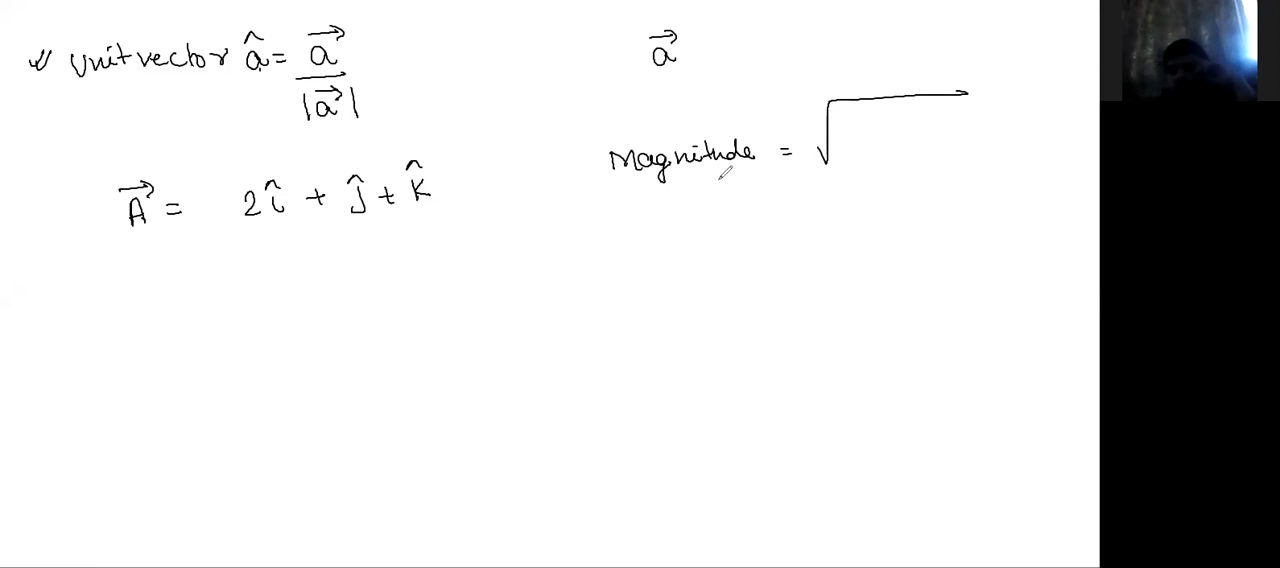 Unit vector â = a⃗ / |a⃗|
a⃗
Magnitude = √
A⃗ = 2î + ĵ + k̂